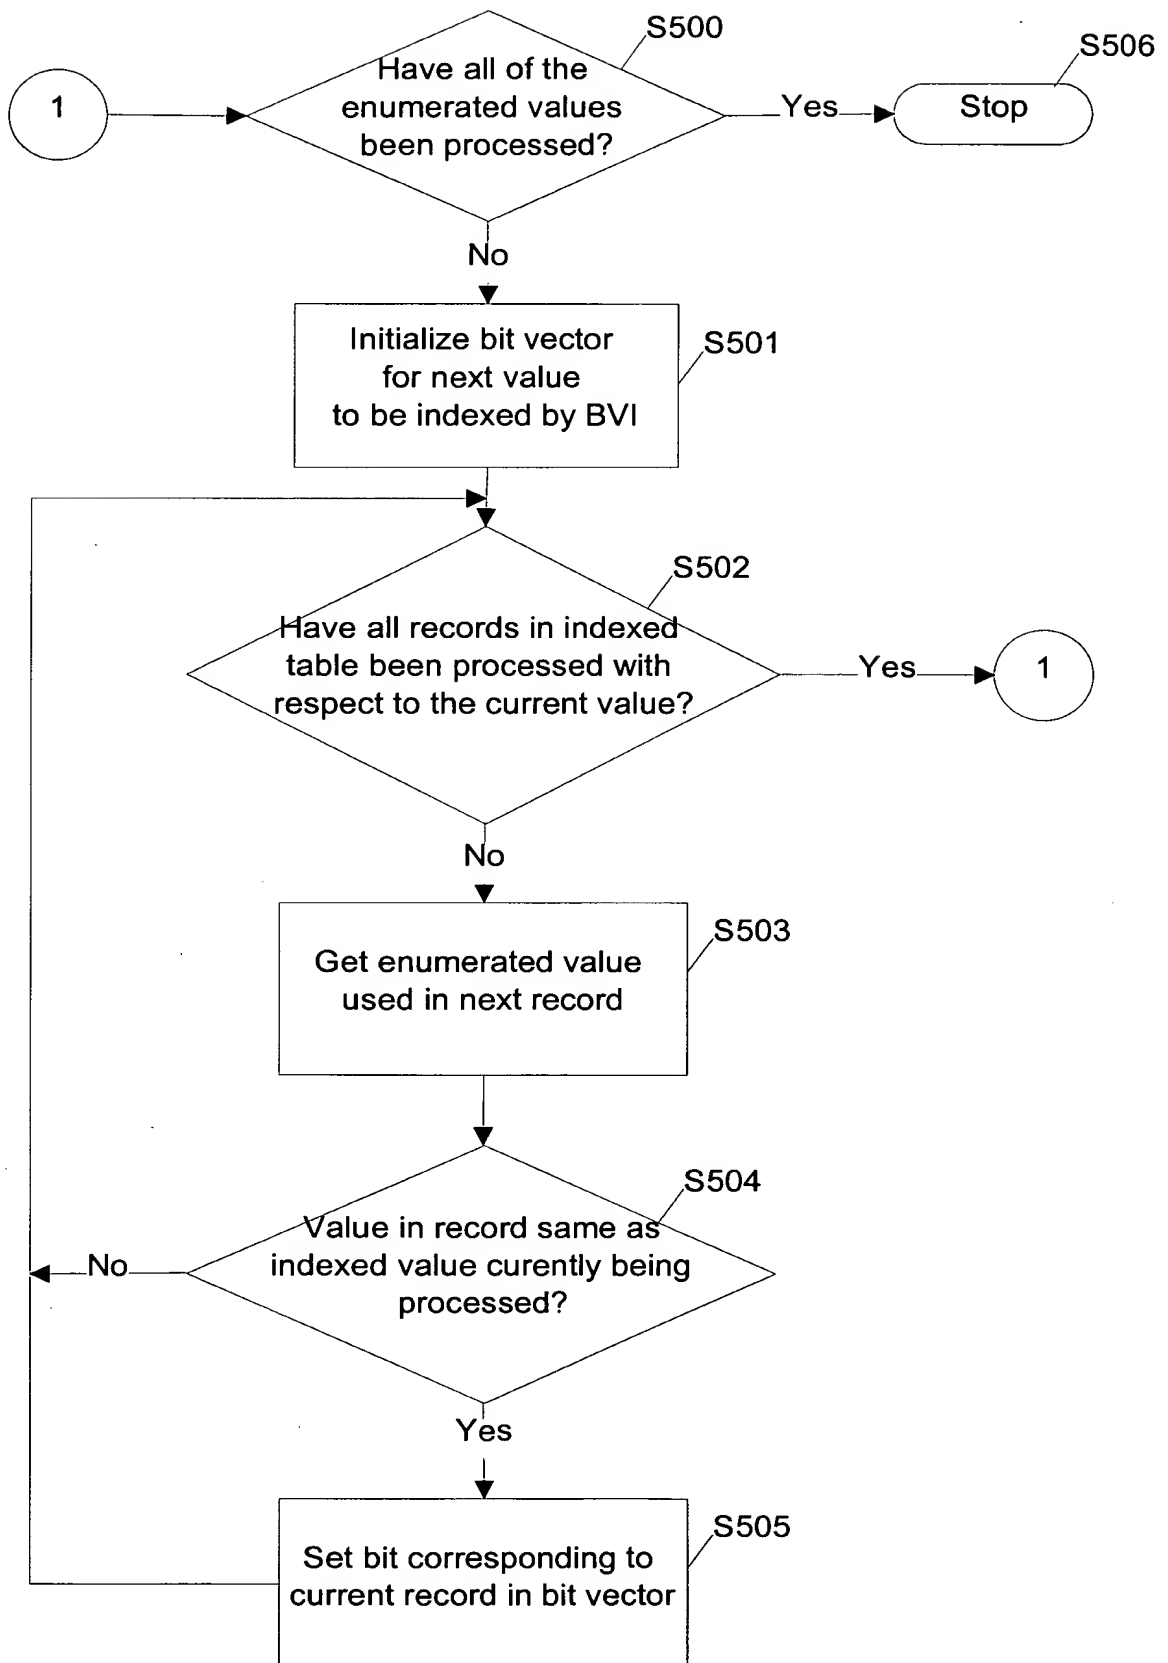 S500
S506
1
Have all of the
enumerated values
been processed?
Yes
Stop
No
Initialize bit vector
for next value
to be indexed by BVI
S501
S502
Have all records in indexed
table been processed with
respect to the current value?
Yes
1
No
S503
Get enumerated value
used in next record
S504
Value in record same as
indexed value curently being
processed?
No
Yes
S505
Set bit corresponding to
current record in bit vector